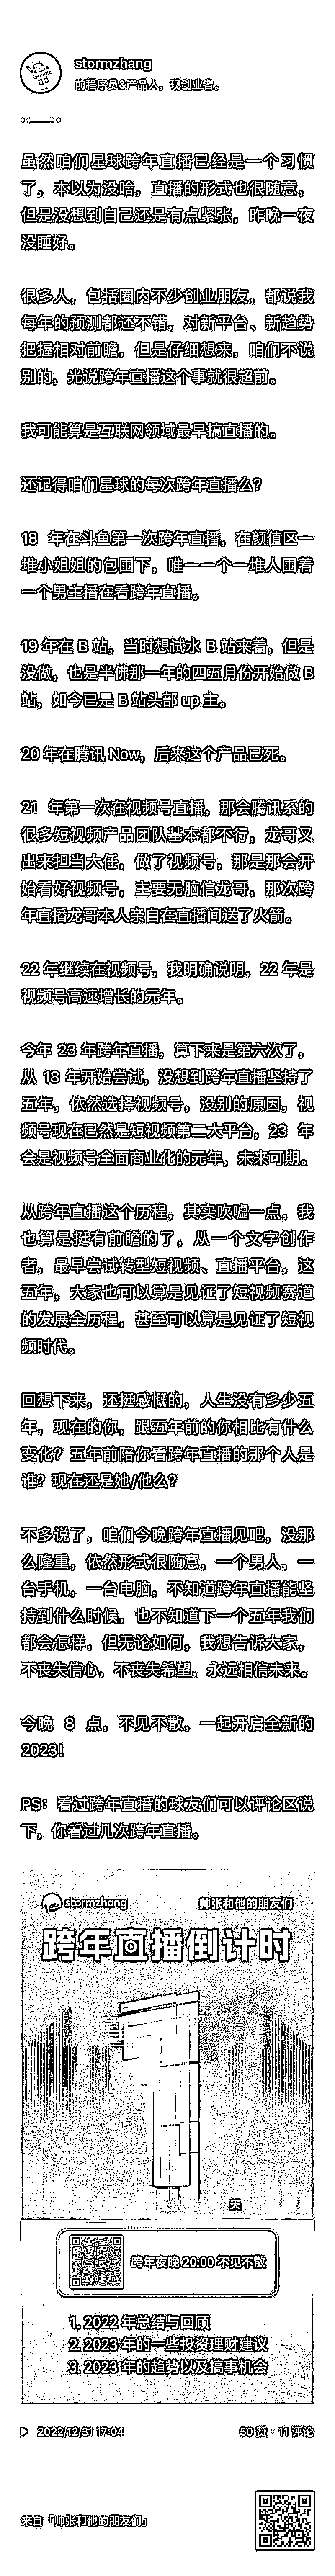 stormzhang
前程序员&产品人，现创业者。
虽然咱们星球跨年直播已经是一个习惯
了，本以为没啥，直播的形式也很随意，
但是没想到自己还是有点紧张，昨晚一夜
没睡好。
很多人，包括圈内不少创业朋友，都说我
每年的预测都还不错，对新平台、新趋势
把握相对前瞻，但是仔细想来，咱们不说
别的，光说跨年直播这个事就很超前。
我可能算是互联网领域最早搞直播的。
还记得咱们星球的每次跨年直播么？
18 年在斗鱼第一次跨年直播，在颜值区一
堆小姐姐的包围下，唯一一个一堆人围着
一个男主播在看跨年直播。
19 年在 B 站，当时想试水 B 站来着，但是
没做，也是半佛那一年的四五月份开始做 B
站，如今已是 B 站头部 up 主。
20 年在腾讯 Now，后来这个产品已死。
21 年第一次在视频号直播，那会腾讯系的
很多短视频产品团队基本都不行，龙哥又
出来担当大任，做了视频号，那是那会开
始看好视频号，主要无脑信龙哥，那次跨
年直播龙哥本人亲自在直播间送了火箭。
22 年继续在视频号，我明确说明，22 年是
视频号高速增长的元年。
今年 23 年跨年直播，算下来是第六次了，
从 18 年开始尝试，没想到跨年直播坚持了
五年，依然选择视频号，没别的原因，视
频号现在已然是短视频第二大平台，23 年
会是视频号全面商业化的元年，未来可期。
从跨年直播这个历程，其实吹嘘一点，我
也算是挺有前瞻的了，从一个文字创作
者，最早尝试转型短视频、直播平台，这
五年，大家也可以算是见证了短视频赛道
的发展全历程，甚至可以算是见证了短视
频时代。
回想下来，还挺感慨的，人生没有多少五
年，现在的你，跟五年前的你相比有什么
变化？五年前陪你看跨年直播的那个人是
谁？现在还是她/他么？
不多说了，咱们今晚跨年直播见吧，没那
么隆重，依然形式很随意，一个男人，一
台手机，一台电脑，不知道跨年直播能坚
持到什么时候，也不知道下一个五年我们
都会怎样，但无论如何，我想告诉大家，
不丧失信心，不丧失希望，永远相信未来。
今晚 8 点，不见不散，一起开启全新的
2023！
PS：看过跨年直播的球友们可以评论区说
下，你看过几次跨年直播。
stormzhang
帅张和他的朋友们
跨年直播倒计时
1
天
跨年夜晚 20:00 不见不散
1. 2022 年总结与回顾
2. 2023 年的一些投资理财建议
3. 2023 年的趋势以及搞事机会
2022/12/31 17:04
50 赞 · 11 评论
来自「帅张和他的朋友们」